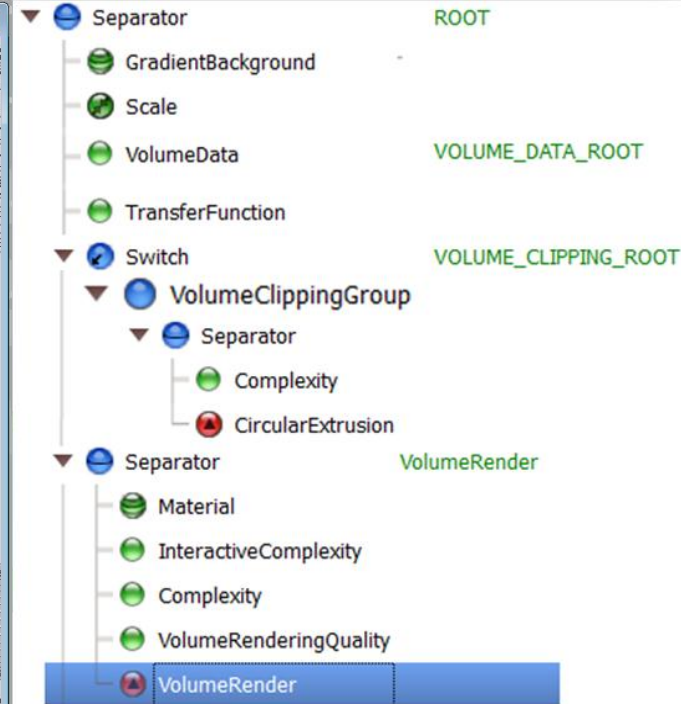 Separator ROOT
GradientBackground
Scale
VolumeData VOLUME_DATA_ROOT
TransferFunction
Switch VOLUME_CLIPPING_ROOT
VolumeClippingGroup
Separator
Complexity
CircularExtrusion
Separator VolumeRender
Material
InteractiveComplexity
Complexity
VolumeRenderingQuality
VolumeRender